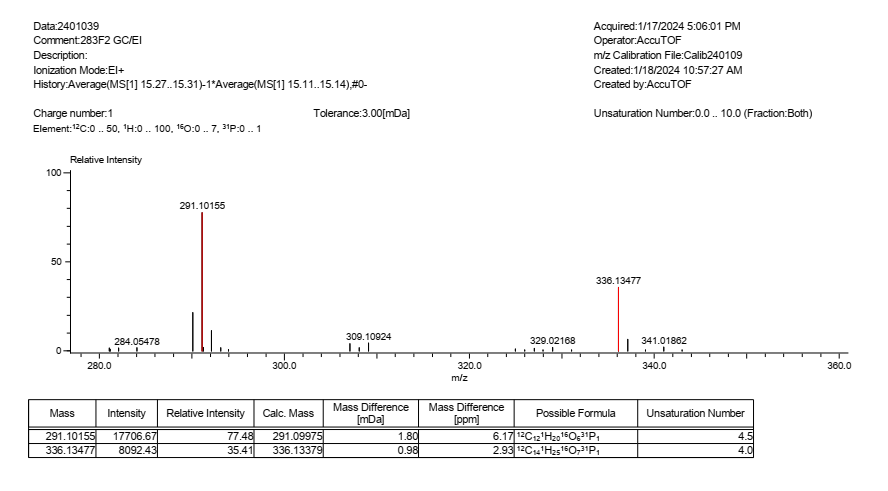 Data:2401039
Acquired:1/17/2024 5:06:01 PM
Comment:283F2 GC/EI
Operator:AccuTOF
Description:
m/z Calibration File:Calib240109
Ionization Mode:EI+
Created:1/18/2024 10:57:27 AM
History:Average(MS[1] 15.27..15.31)-1*Average(MS[1] 15.11..15.14),#0-
Created by:AccuTOF
Charge number:1 Tolerance:3.00[mDa] Unsaturation Number:0.0 .. 10.0 (Fraction:Both)
Element:¹²C:0 .. 50, ¹H:0 .. 100, ¹⁶O:0 .. 7, ³¹P:0 .. 1
Relative Intensity
100
291.10155
50
336.13477
284.05478 309.10924 329.02168 341.01862
0
280.0 300.0 320.0 340.0 360.0
m/z
Mass Intensity Relative Intensity Calc. Mass Mass Difference [mDa] Mass Difference [ppm] Possible Formula Unsaturation Number
291.10155 17706.67 77.48 291.09975 1.80 6.17 ¹²C₁₂¹H₂₀¹⁶O₆³¹P₁ 4.5
336.13477 8092.43 35.41 336.13379 0.98 2.93 ¹²C₁₄¹H₂₅¹⁶O₇³¹P₁ 4.0